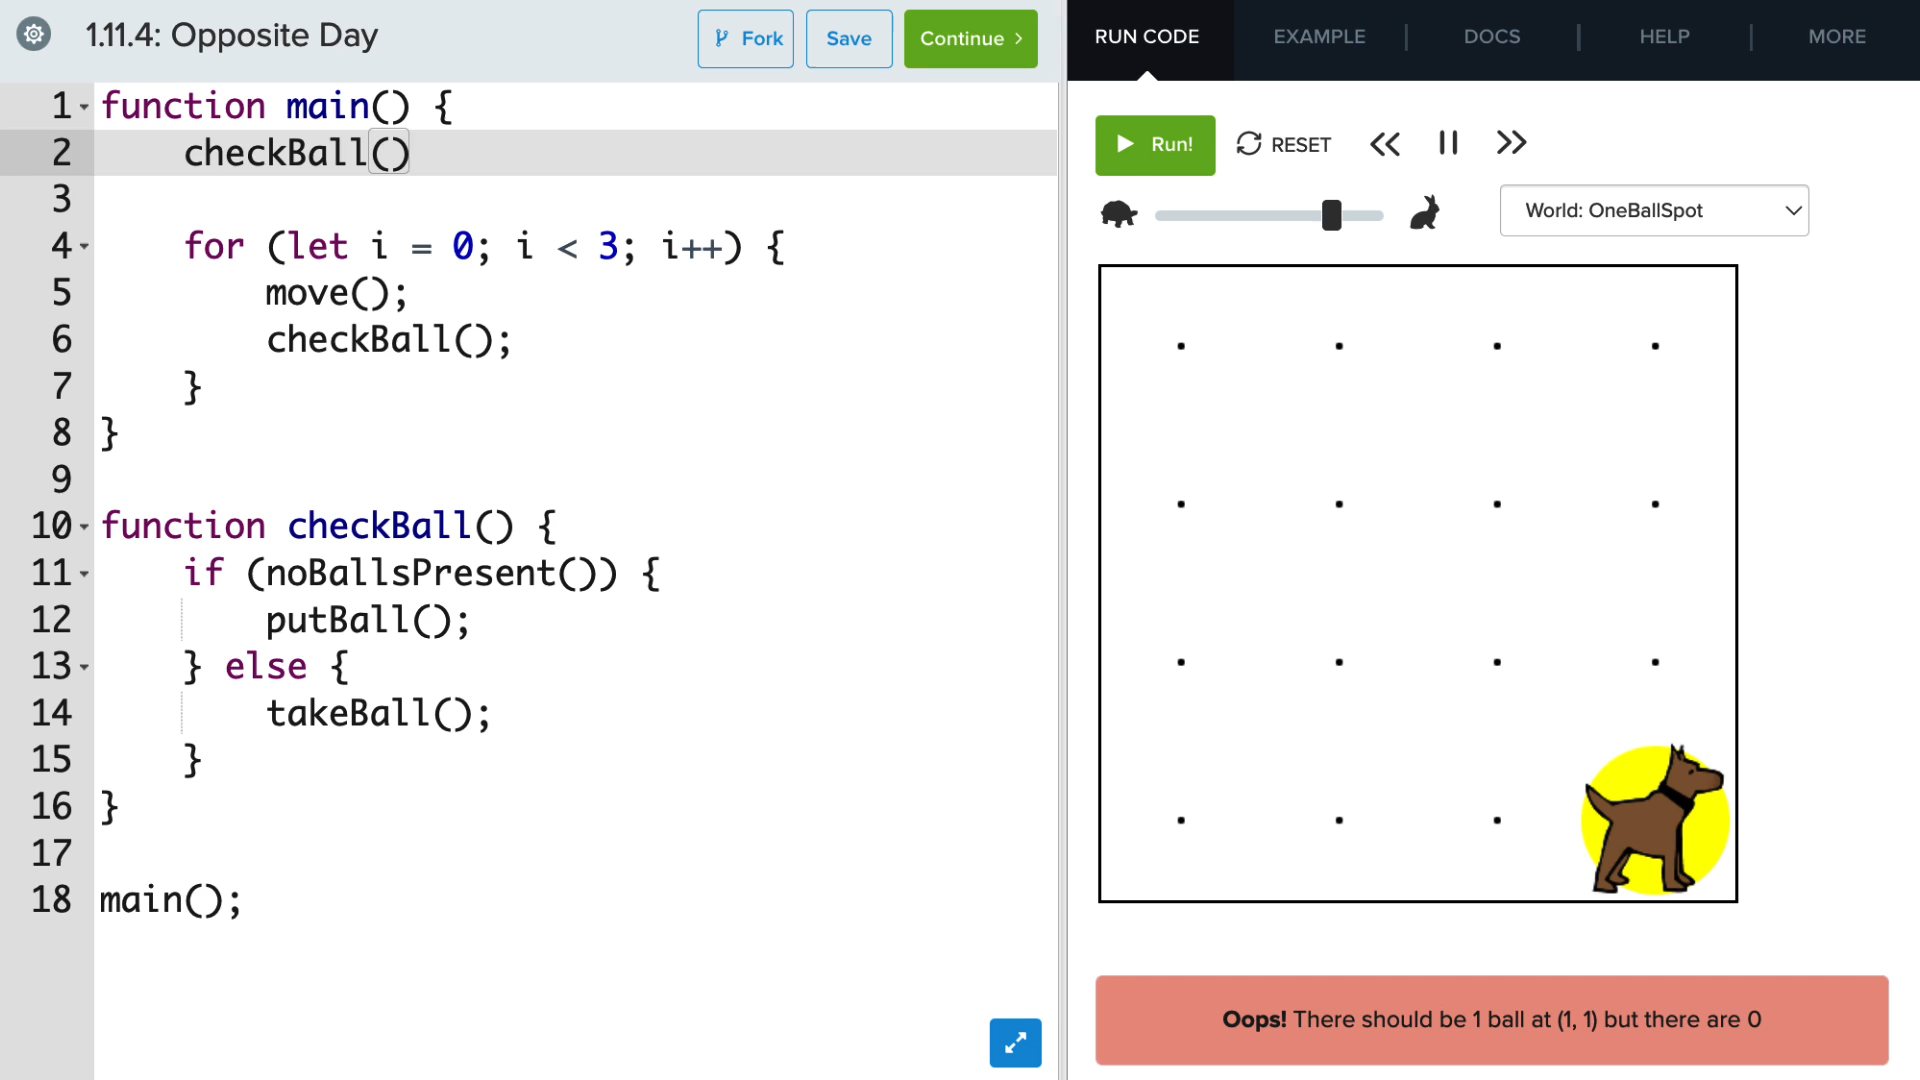 1.11.4: Opposite Day
Fork
Save
Continue >
RUN CODE
EXAMPLE
DOCS
HELP
MORE
1 function main() {
2 checkBall()
3
4 for (let i = 0; i < 3; i++) {
5 move();
6 checkBall();
7 }
8 }
9
10 function checkBall() {
11 if (noBallsPresent()) {
12 putBall();
13 } else {
14 takeBall();
15 }
16 }
17
18 main();
Run!
RESET
World: OneBallSpot
Oops! There should be 1 ball at (1, 1) but there are 0